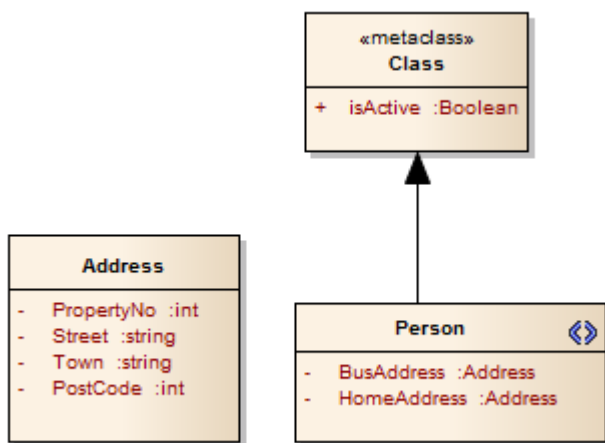 «metaclass»
Class
+ isActive :Boolean
Address
- PropertyNo :int
- Street :string
- Town :string
- PostCode :int
Person
- BusAddress :Address
- HomeAddress :Address